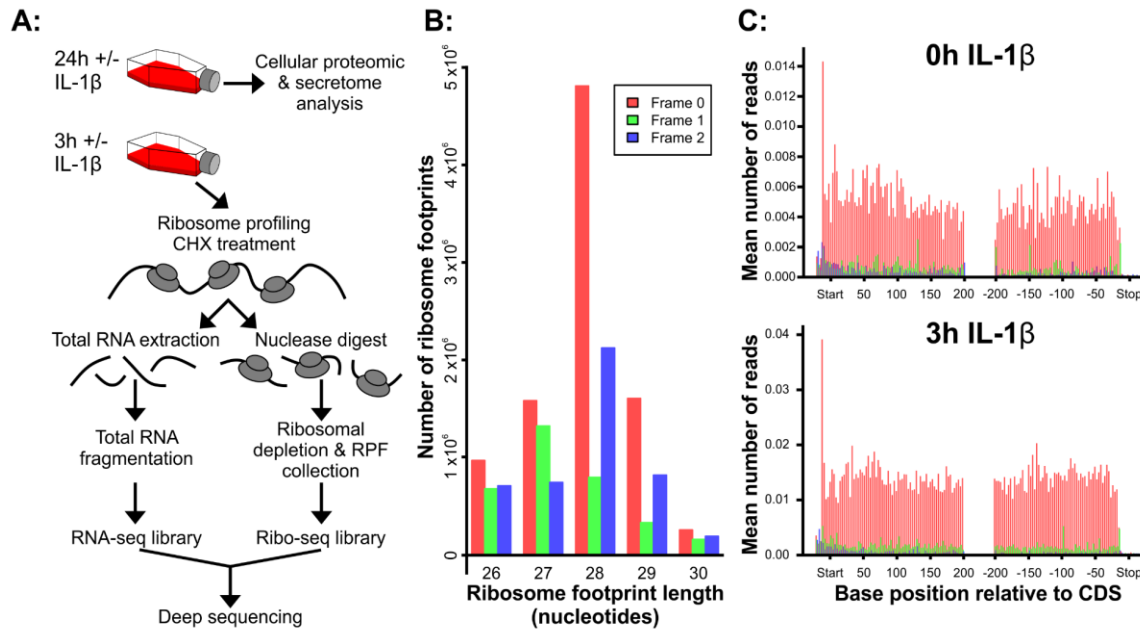 A:
24h +/-
IL-1β
Cellular proteomic
& secretome
analysis
3h +/-
IL-1β
Ribosome profiling
CHX treatment
Total RNA extraction
Nuclease digest
Total RNA
fragmentation
Ribosomal
depletion & RPF
collection
RNA-seq library
Ribo-seq library
Deep sequencing
B:
Number of ribosome footprints
5 x10⁶
4 x10⁶
3 x10⁶
2 x10⁶
1 x10⁶
0
Frame 0
Frame 1
Frame 2
26 27 28 29 30
Ribosome footprint length
(nucleotides)
C:
0h IL-1β
Mean number of reads
0.016
0.014
0.012
0.010
0.008
0.006
0.004
0.002
0.000
Start 50 100 150 200 -200 -150 -100 -50 Stop
3h IL-1β
Mean number of reads
0.04
0.03
0.02
0.01
0.00
Start 50 100 150 200 -200 -150 -100 -50 Stop
Base position relative to CDS